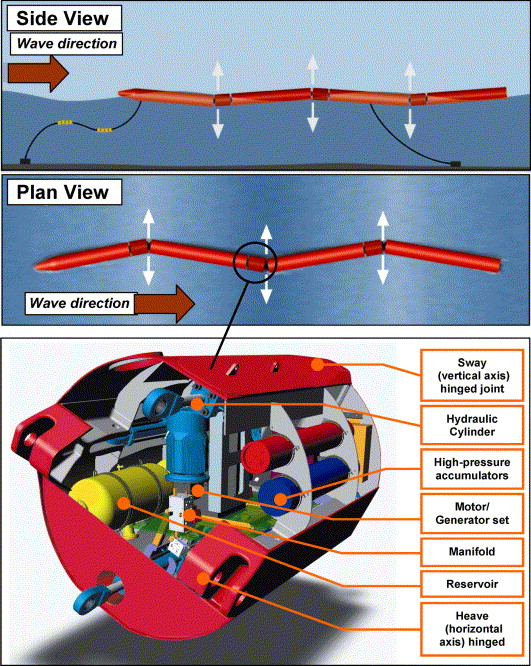 Side View
Wave direction
Plan View
Wave direction
Sway
(vertical axis)
hinged joint
Hydraulic
Cylinder
High-pressure
accumulators
Motor/
Generator set
Manifold
Reservoir
Heave
(horizontal
axis) hinged